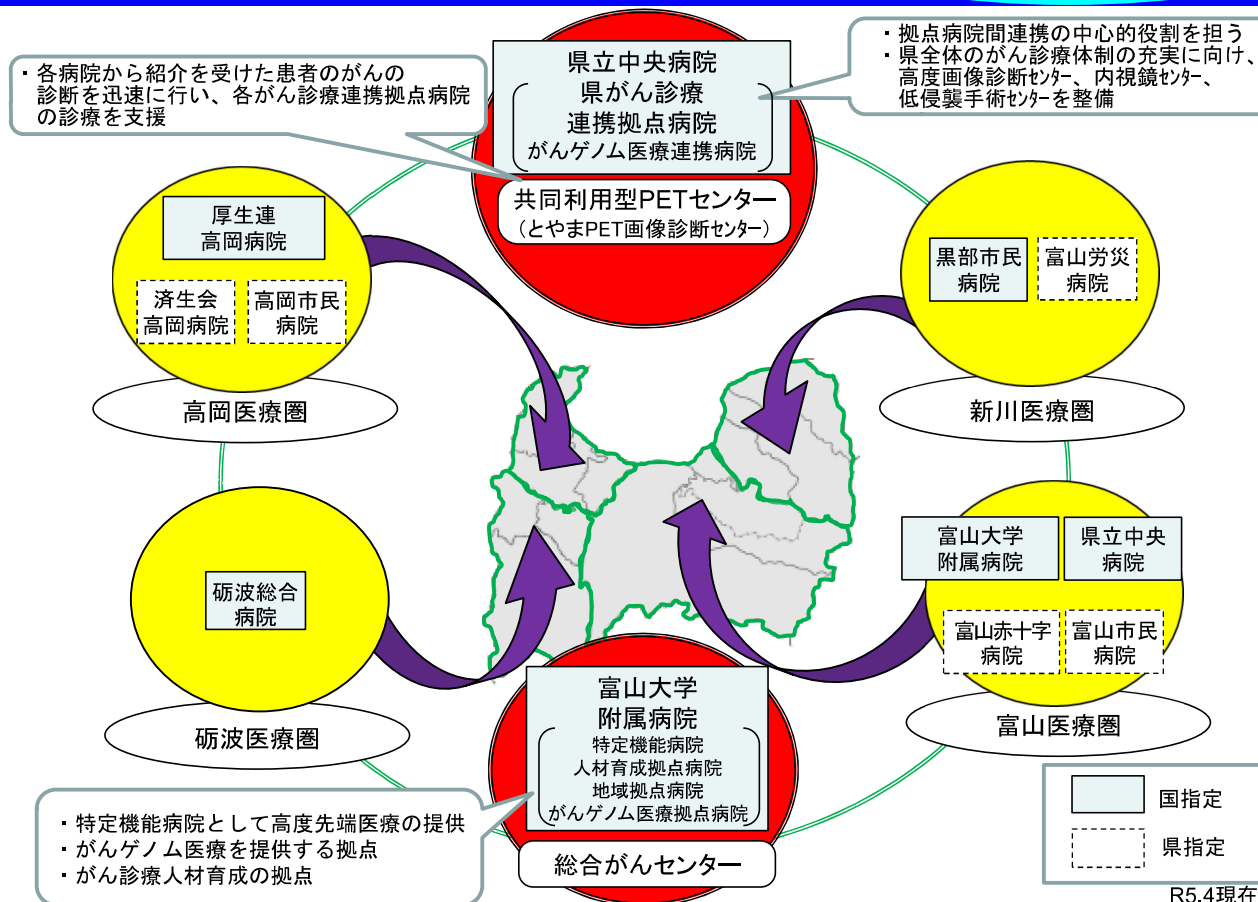 ・拠点病院間連携の中心的役割を担う
・県全体のがん診療体制の充実に向け、
高度画像診断センター、内視鏡センター、
低侵襲手術センターを整備
・各病院から紹介を受けた患者のがんの
診断を迅速に行い、各がん診療連携拠点病院
の診療を支援
県立中央病院
県がん診療
連携拠点病院
がんゲノム医療連携病院
共同利用型PETセンター
(とやまPET画像診断センター)
厚生連
高岡病院
済生会
高岡病院
高岡市民
病院
高岡医療圏
黒部市民
病院
富山労災
病院
新川医療圏
砺波総合
病院
砺波医療圏
富山大学
附属病院
県立中央
病院
富山赤十字
病院
富山市民
病院
富山医療圏
富山大学
附属病院
特定機能病院
人材育成拠点病院
地域拠点病院
がんゲノム医療拠点病院
総合がんセンター
・特定機能病院として高度先端医療の提供
・がんゲノム医療を提供する拠点
・がん診療人材育成の拠点
国指定
県指定
R5.4現在